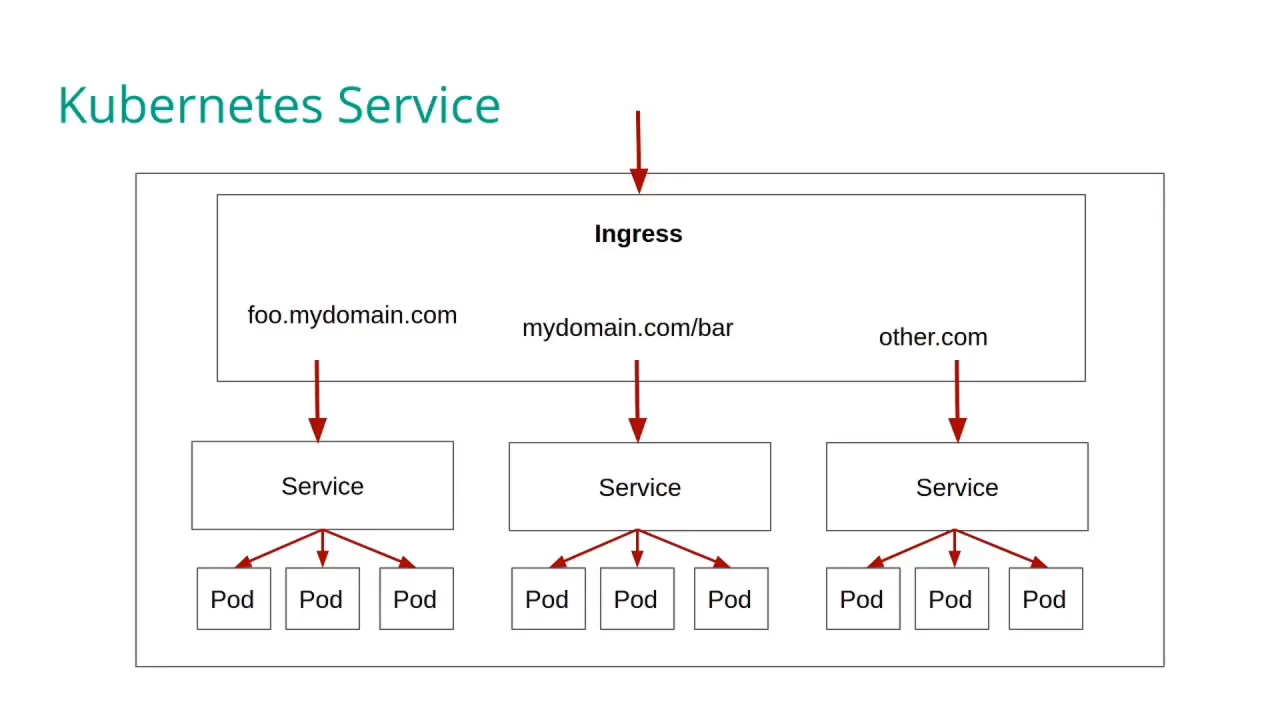 Kubernetes Service
Ingress
foo.mydomain.com
mydomain.com/bar
other.com
Service
Service
Service
Pod
Pod
Pod
Pod
Pod
Pod
Pod
Pod
Pod